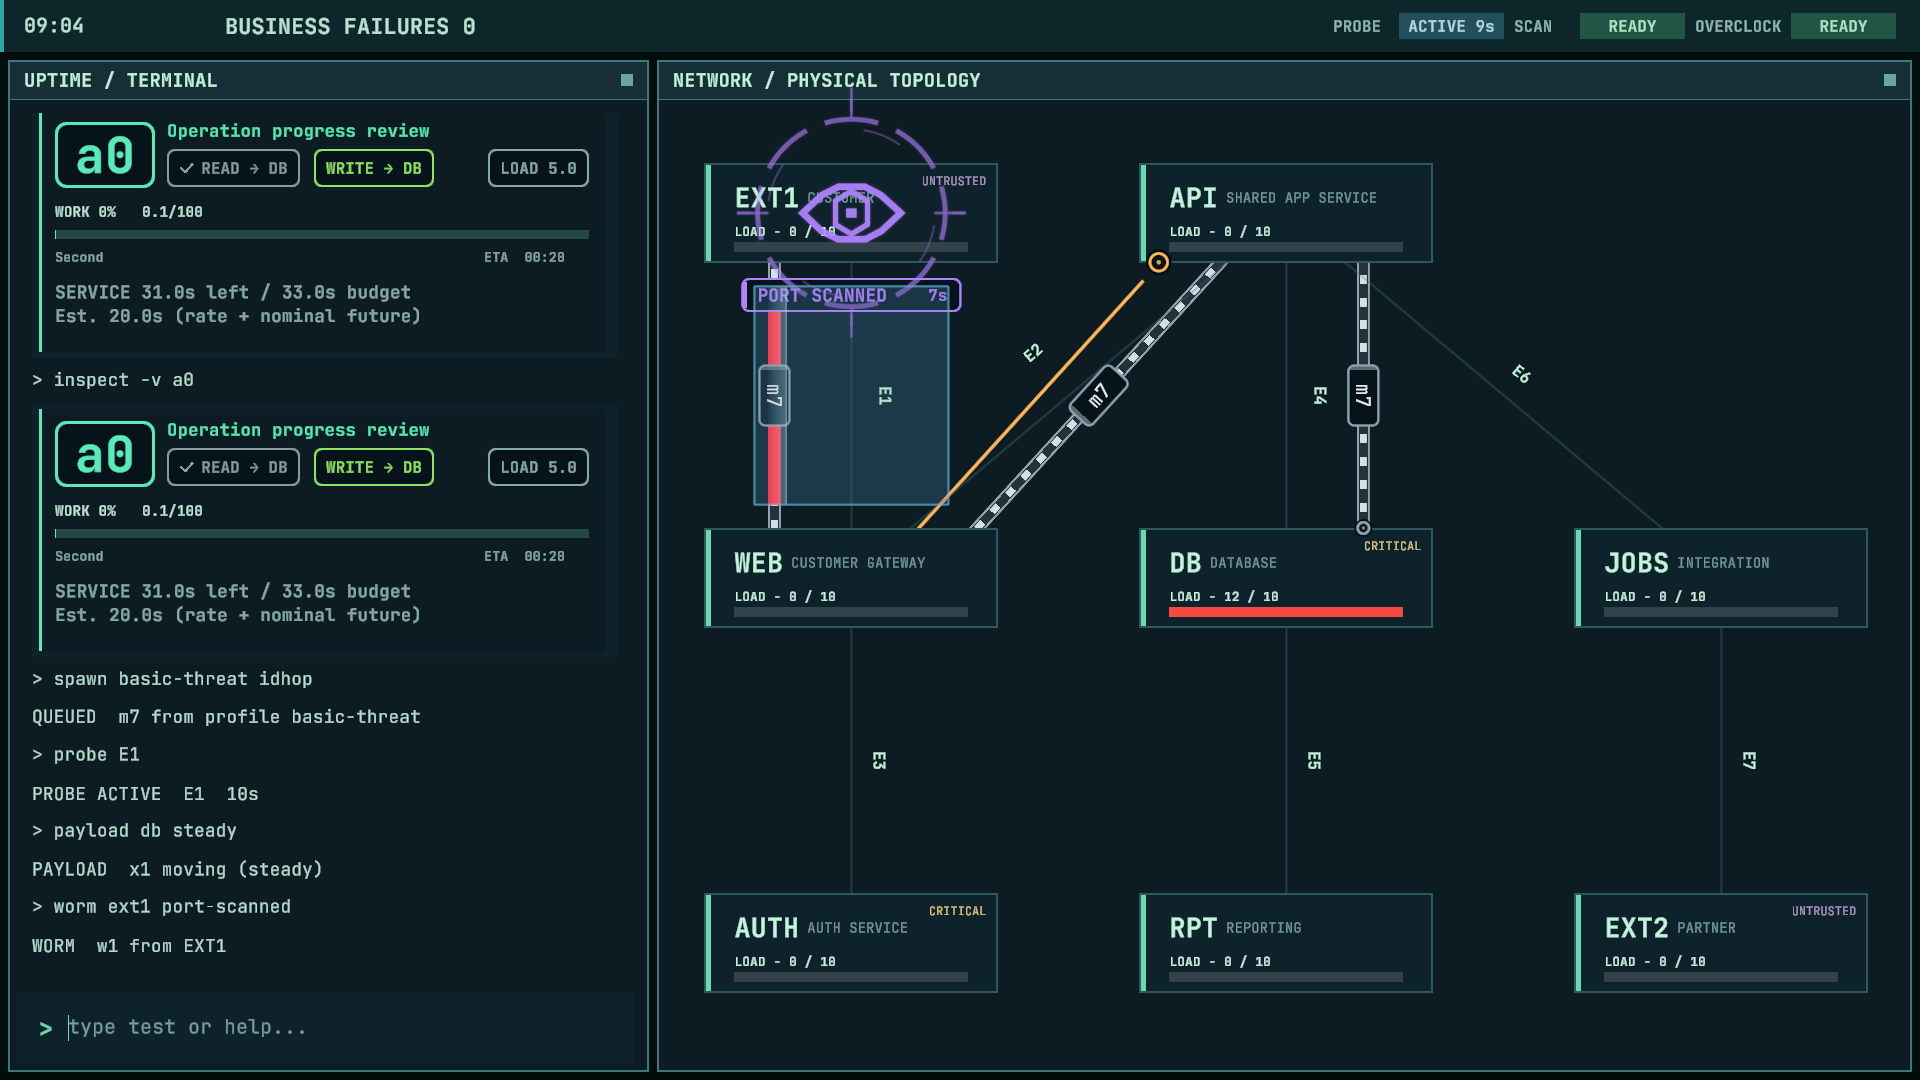 09:04
BUSINESS FAILURES 0
PROBE ACTIVE 9s SCAN READY OVERCLOCK READY
UPTIME / TERMINAL
a0
Operation progress review
READ → DB WRITE → DB LOAD 5.0
WORK 0% 0.1/100
Second ETA 00:20
SERVICE 31.0s left / 33.0s budget
Est. 20.0s (rate + nominal future)
> inspect -v a0
a0
Operation progress review
READ → DB WRITE → DB LOAD 5.0
WORK 0% 0.1/100
Second ETA 00:20
SERVICE 31.0s left / 33.0s budget
Est. 20.0s (rate + nominal future)
> spawn basic-threat idhop
QUEUED m7 from profile basic-threat
> probe E1
PROBE ACTIVE E1 10s
> payload db steady
PAYLOAD x1 moving (steady)
> worm ext1 port-scanned
WORM w1 from EXT1
> type test or help...
NETWORK / PHYSICAL TOPOLOGY
UNTRUSTED
EXT1 CUSTOMER
LOAD - 0 / 10
PORT SCANNED 7s
API SHARED APP SERVICE
LOAD - 0 / 10
m7
E1
E2
m7
E4
m7
E6
WEB CUSTOMER GATEWAY
LOAD - 0 / 10
CRITICAL
DB DATABASE
LOAD - 12 / 10
JOBS INTEGRATION
LOAD - 0 / 10
E3
E5
E7
CRITICAL
AUTH AUTH SERVICE
LOAD - 0 / 10
RPT REPORTING
LOAD - 0 / 10
UNTRUSTED
EXT2 PARTNER
LOAD - 0 / 10